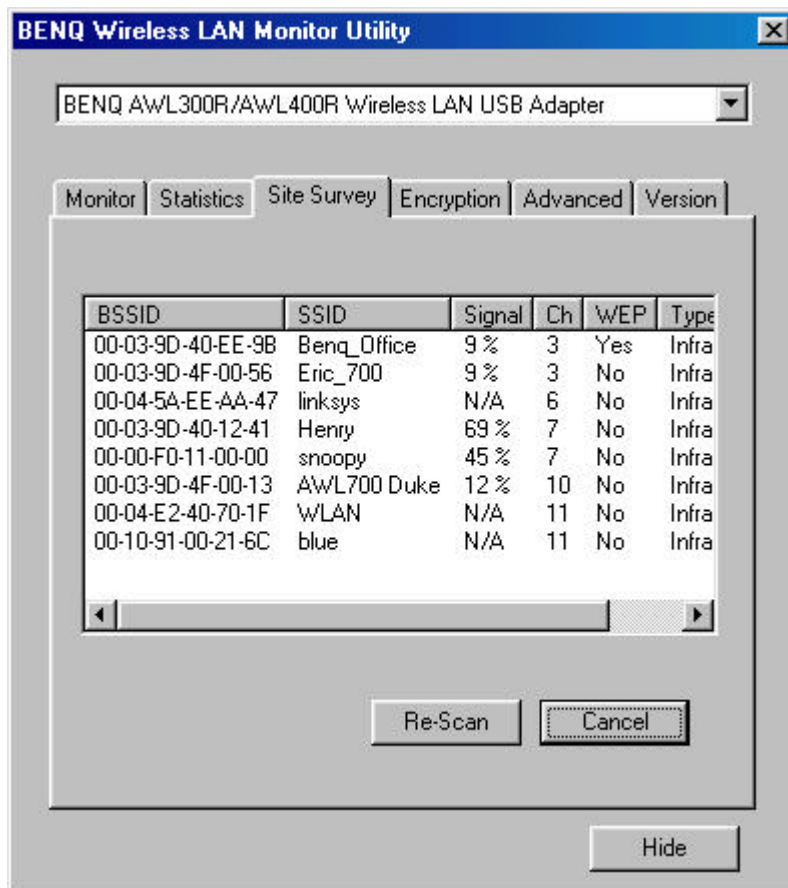 BENQ Wireless LAN Monitor Utility
BENQ AWL300R/AWL400R Wireless LAN USB Adapter
Monitor Statistics Site Survey Encryption Advanced Version
BSSID SSID Signal Ch WEP Type
00-03-9D-40-EE-9B Benq_Office 9 % 3 Yes Infra
00-03-9D-4F-00-56 Eric_700 9 % 3 No Infra
00-04-5A-EE-AA-47 linksys N/A 6 No Infra
00-03-9D-40-12-41 Henry 69 % 7 No Infra
00-00-F0-11-00-00 snoopy 45 % 7 No Infra
00-03-9D-4F-00-13 AWL700 Duke 12 % 10 No Infra
00-04-E2-40-70-1F WLAN N/A 11 No Infra
00-10-91-00-21-6C blue N/A 11 No Infra
Re-Scan Cancel
Hide